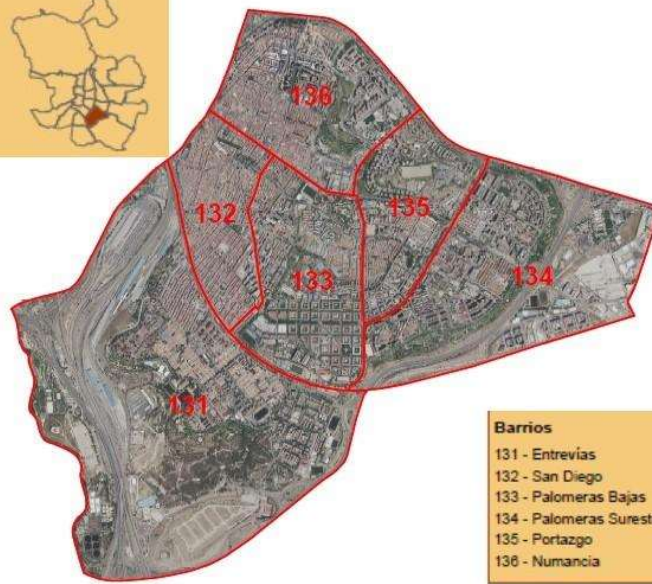 136
132
135
133
134
131
Barrios
131 - Entrevías
132 - San Diego
133 - Palomeras Bajas
134 - Palomeras Surest
135 - Portazgo
136 - Numancia